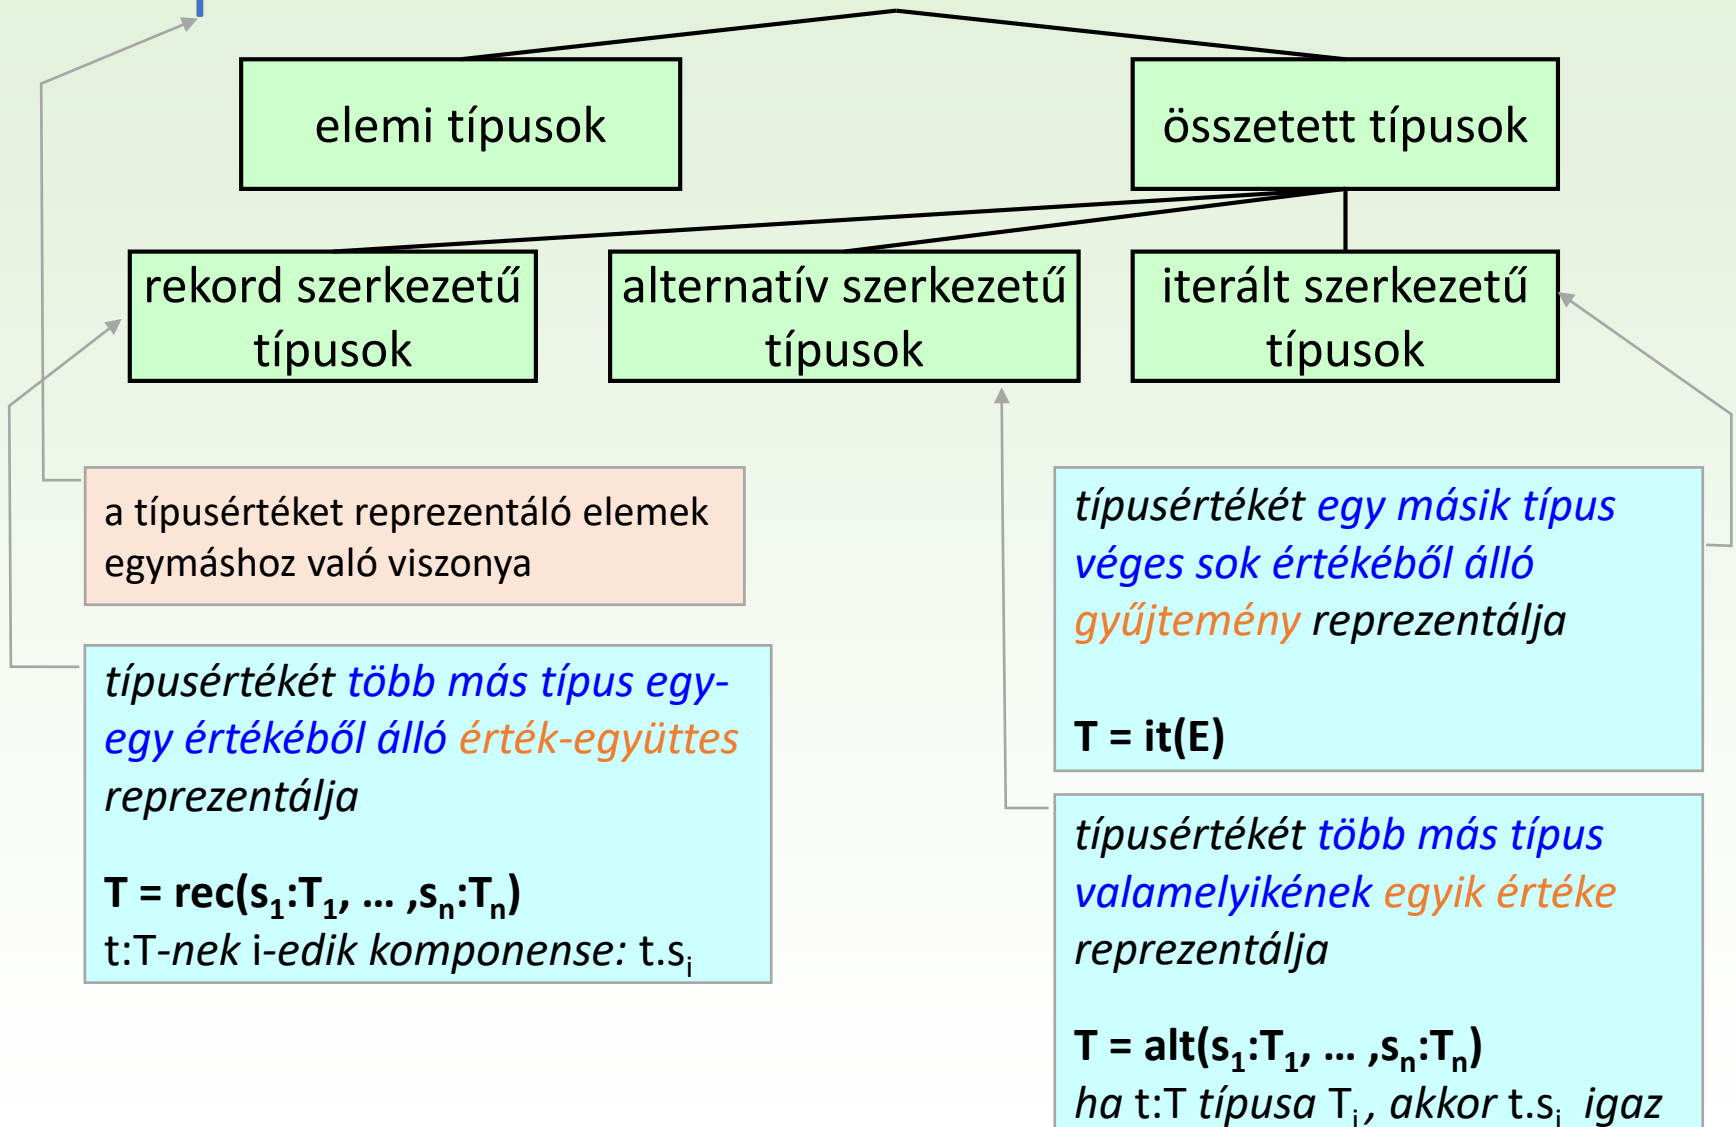 elemi típusok
összetett típusok
rekord szerkezetű
típusok
alternatív szerkezetű
típusok
iterált szerkezetű
típusok
a típusértéket reprezentáló elemek
egymáshoz való viszonya
típusértékét több más típus egy-
egy értékéből álló érték-együttes
reprezentálja
T = rec(s₁:T₁, … ,sₙ:Tₙ)
t:T-nek i-edik komponense: t.sᵢ
típusértékét egy másik típus
véges sok értékéből álló
gyűjtemény reprezentálja
T = it(E)
típusértékét több más típus
valamelyikének egyik értéke
reprezentálja
T = alt(s₁:T₁, … ,sₙ:Tₙ)
ha t:T típusa Tᵢ, akkor t.sᵢ igaz